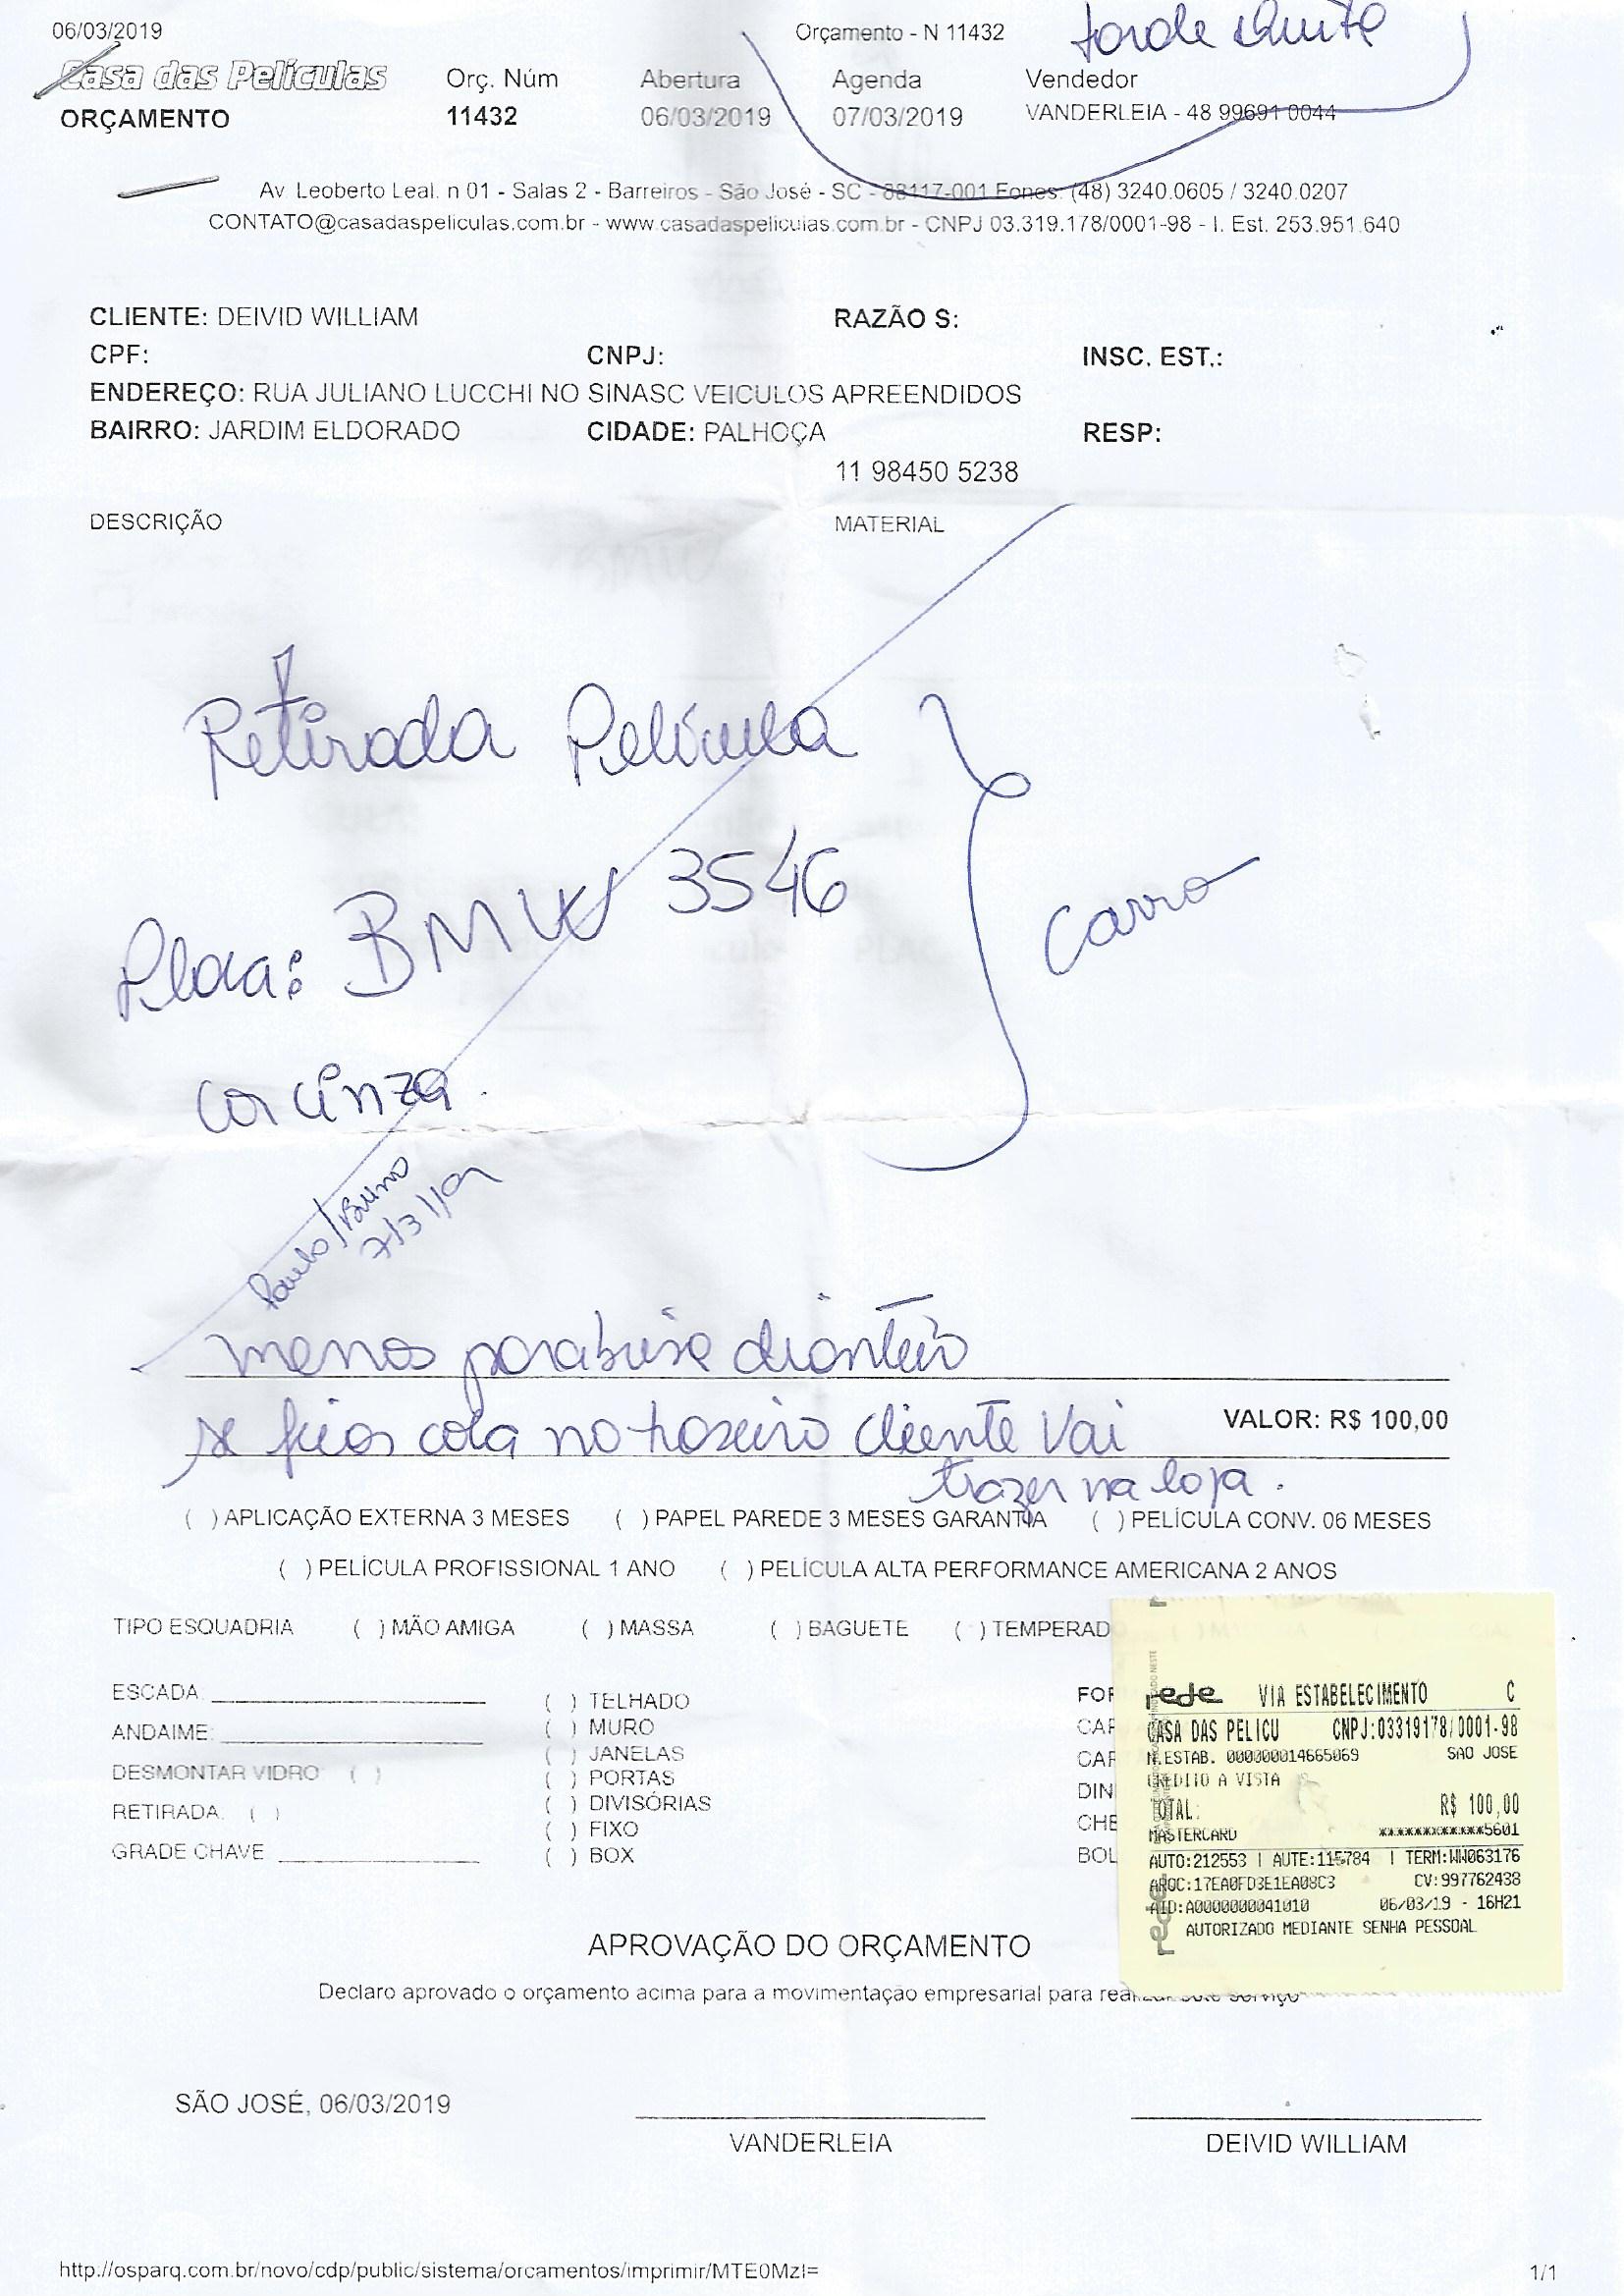 06/03/2019 Orçamento - N 11432
tarde
Casa das Películas Orç. Núm Abertura Agenda Vendedor
ORÇAMENTO 11432 06/03/2019 07/03/2019 VANDERLEIA - 48 99691 0044
Av Leoberto Leal. n 01 - Salas 2 - Barreiros - São José - SC - 88117-001 Fones: (48) 3240.0605 / 3240.0207
CONTATO@casadaspeliculas.com.br - www.casadaspeliculas.com.br - CNPJ 03.319.178/0001-98 - I. Est. 253.951.640
CLIENTE: DEIVID WILLIAM RAZÃO S:
CPF: CNPJ: INSC. EST.:
ENDEREÇO: RUA JULIANO LUCCHI NO SINASC VEICULOS APREENDIDOS
BAIRRO: JARDIM ELDORADO CIDADE: PALHOÇA RESP:
11 98450 5238
DESCRIÇÃO MATERIAL
Retirada Película
Placa: BMW 3546
Carro
cor cinza.
Paulo/Bruno
7/3/19
menos parabrisa dianteiro
se ficar cola no traseiro cliente vai VALOR: R$ 100,00
trazer na loja.
( ) APLICAÇÃO EXTERNA 3 MESES ( ) PAPEL PAREDE 3 MESES GARANTIA ( ) PELÍCULA CONV. 06 MESES
( ) PELÍCULA PROFISSIONAL 1 ANO ( ) PELÍCULA ALTA PERFORMANCE AMERICANA 2 ANOS
TIPO ESQUADRIA ( ) MÃO AMIGA ( ) MASSA ( ) BAGUETE ( ) TEMPERAD
ESCADA: ( ) TELHADO FOR
ANDAIME: ( ) MURO CAR
( ) JANELAS CAR
DESMONTAR VIDRO: ( ) ( ) PORTAS DIN
RETIRADA: ( ) ( ) DIVISÓRIAS CHE
( ) FIXO BOL
GRADE CHAVE ( ) BOX
rede VIA ESTABELECIMENTO C
CASA DAS PELICU CNPJ:03319178/0001-98
N.ESTAB. 000000014665069 SAO JOSE
CREDITO A VISTA
TOTAL: R$ 100,00
MASTERCARD ************5601
AUTO:212553 | AUTE:115784 | TERM:WW063176
ARQC:17EA0FD3E1EA08C3 CV:997762438
AID:A0000000041010 06/03/19 - 16H21
AUTORIZADO MEDIANTE SENHA PESSOAL
rede
APROVAÇÃO DO ORÇAMENTO
Declaro aprovado o orçamento acima para a movimentação empresarial para realizar este serviço
SÃO JOSÉ, 06/03/2019
VANDERLEIA DEIVID WILLIAM
http://osparq.com.br/novo/cdp/public/sistema/orcamentos/imprimir/MTE0MzI= 1/1